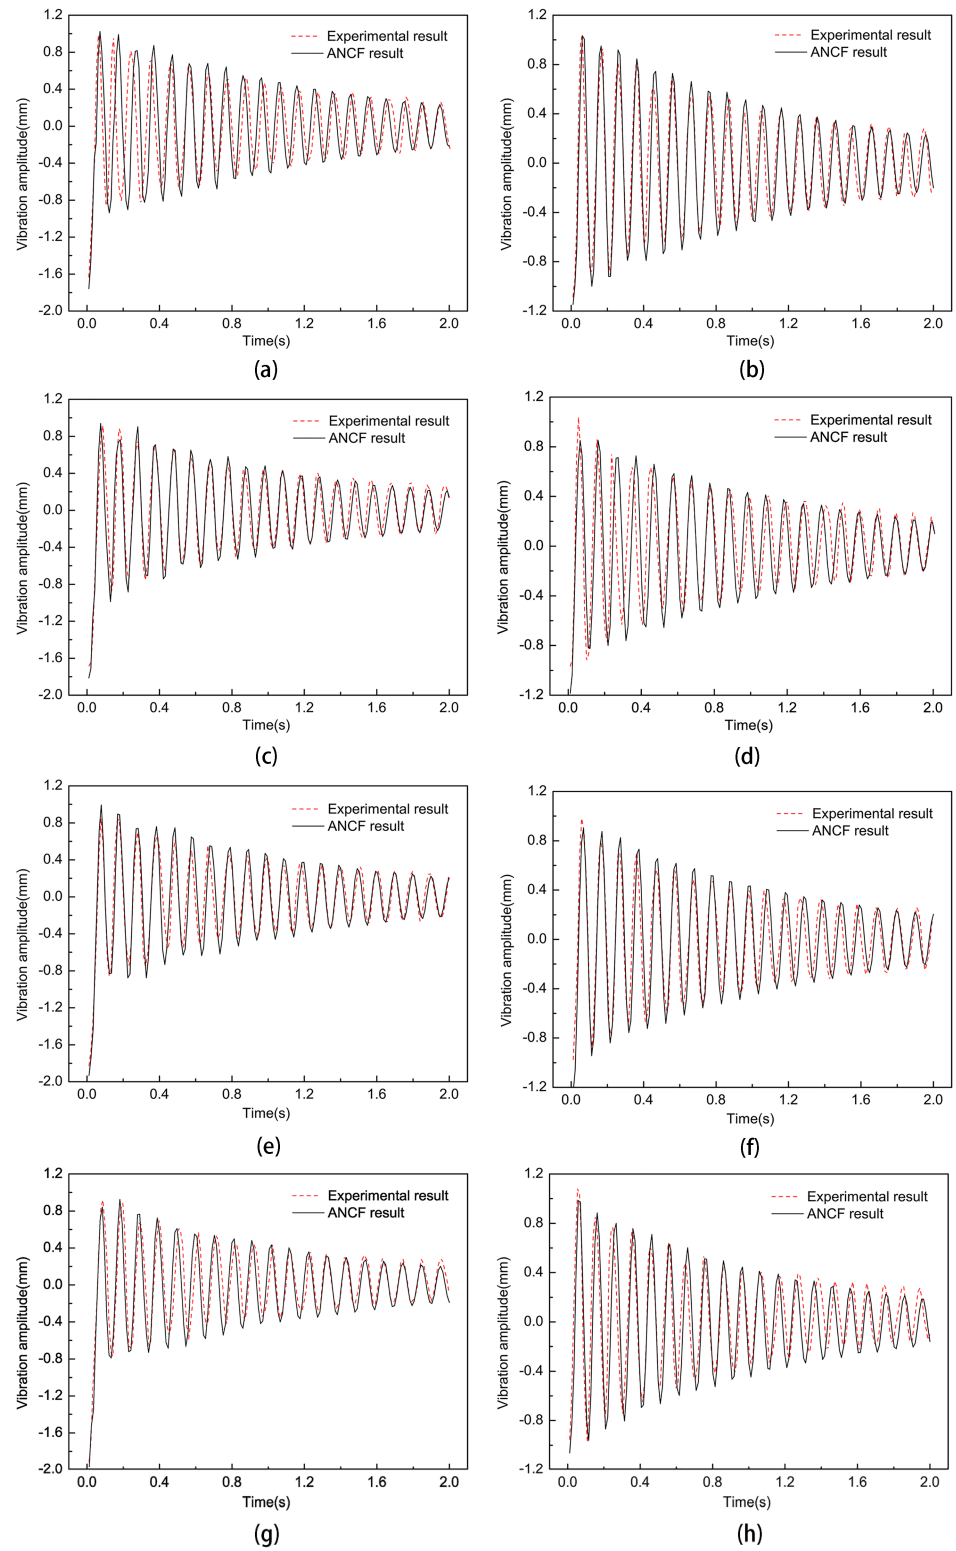 1.2
0.8
0.4
0.0
-0.4
-0.8
-1.2
-1.6
-2.0
Vibration amplitude(mm)
Experimental result
ANCF result
0.0 0.4 0.8 1.2 1.6 2.0
Time(s)
(a)
1.2
0.8
0.4
0.0
-0.4
-0.8
-1.2
Vibration amplitude(mm)
Experimental result
ANCF result
0.0 0.4 0.8 1.2 1.6 2.0
Time(s)
(b)
1.2
0.8
0.4
0.0
-0.4
-0.8
-1.2
-1.6
-2.0
Vibration amplitude(mm)
Experimental result
ANCF result
0.0 0.4 0.8 1.2 1.6 2.0
Time(s)
(c)
1.2
0.8
0.4
0.0
-0.4
-0.8
-1.2
Vibration amplitude(mm)
Experimental result
ANCF result
0.0 0.4 0.8 1.2 1.6 2.0
Time(s)
(d)
1.2
0.8
0.4
0.0
-0.4
-0.8
-1.2
-1.6
-2.0
Vibration amplitude(mm)
Experimental result
ANCF result
0.0 0.4 0.8 1.2 1.6 2.0
Time(s)
(e)
1.2
0.8
0.4
0.0
-0.4
-0.8
-1.2
Vibration amplitude(mm)
Experimental result
ANCF result
0.0 0.4 0.8 1.2 1.6 2.0
Time(s)
(f)
1.2
0.8
0.4
0.0
-0.4
-0.8
-1.2
-1.6
-2.0
Vibration amplitude(mm)
Experimental result
ANCF result
0.0 0.4 0.8 1.2 1.6 2.0
Time(s)
(g)
1.2
0.8
0.4
0.0
-0.4
-0.8
-1.2
Vibration amplitude(mm)
Experimental result
ANCF result
0.0 0.4 0.8 1.2 1.6 2.0
Time(s)
(h)